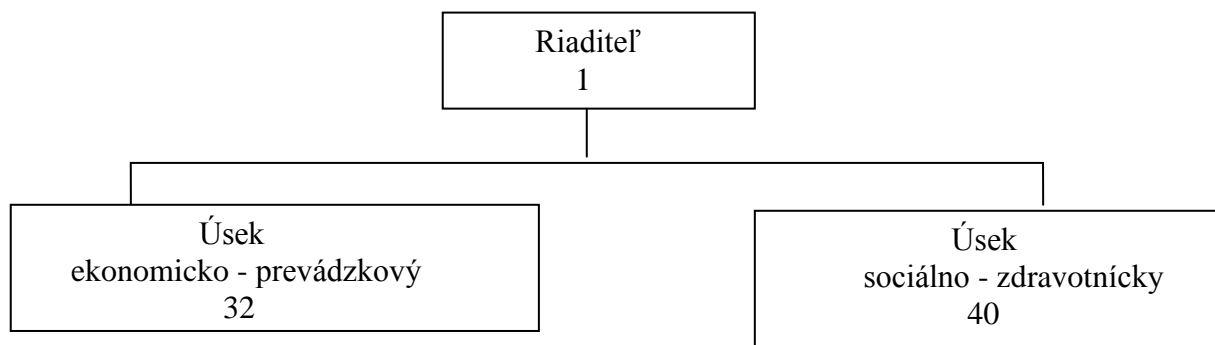 Riaditeľ
1
Úsek
ekonomicko - prevádzkový
32
Úsek
sociálno - zdravotnícky
40